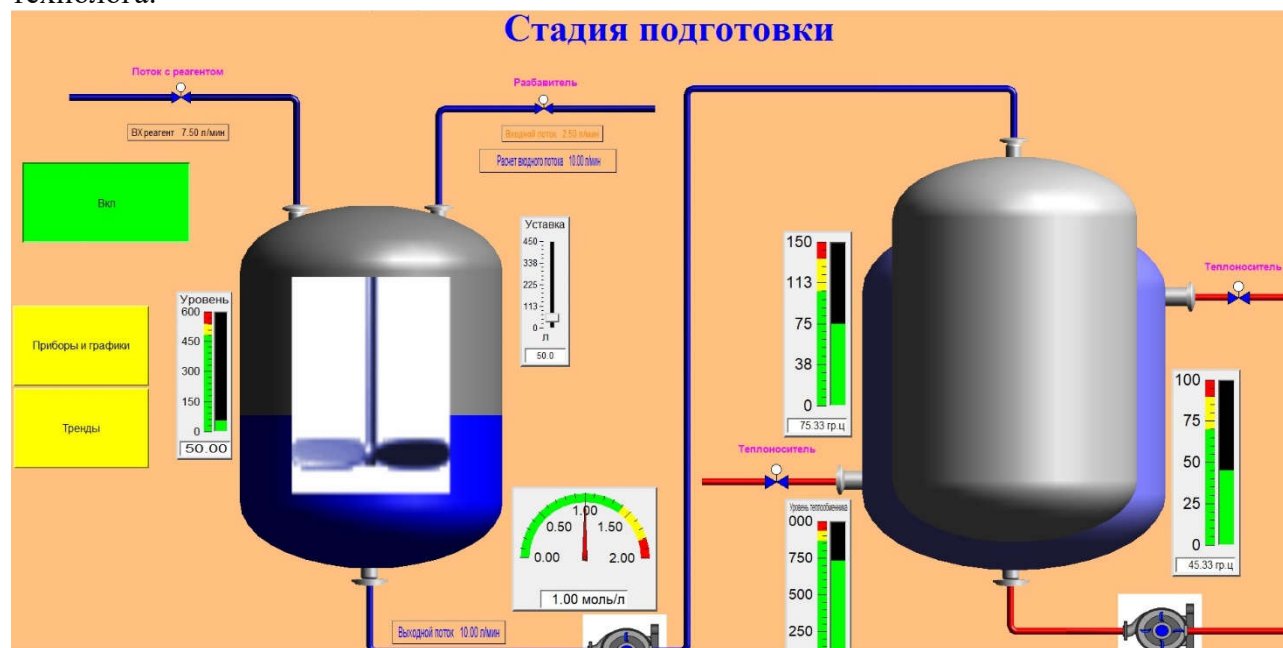 технолога.
Стадия подготовки
Поток с реагентом
ВХ реагент 7.50 л/мин
Разбавитель
Входной поток 2.50 л/мин
Расчет входного потока 10.00 л/мин
Вкл
Приборы и графики
Тренды
Уровень
600
450
300
150
0
50.00
Уставка
450
338
225
113
0
л
50.0
0.00
0.50
1.00
1.50
2.00
1.00 моль/л
Выходной поток 10.00 л/мин
150
113
75
38
0
75.33 гр.ц
Теплоноситель
Теплоноситель
100
75
50
25
0
45.33 гр.ц
Уровень теплообменника
000
750
500
250